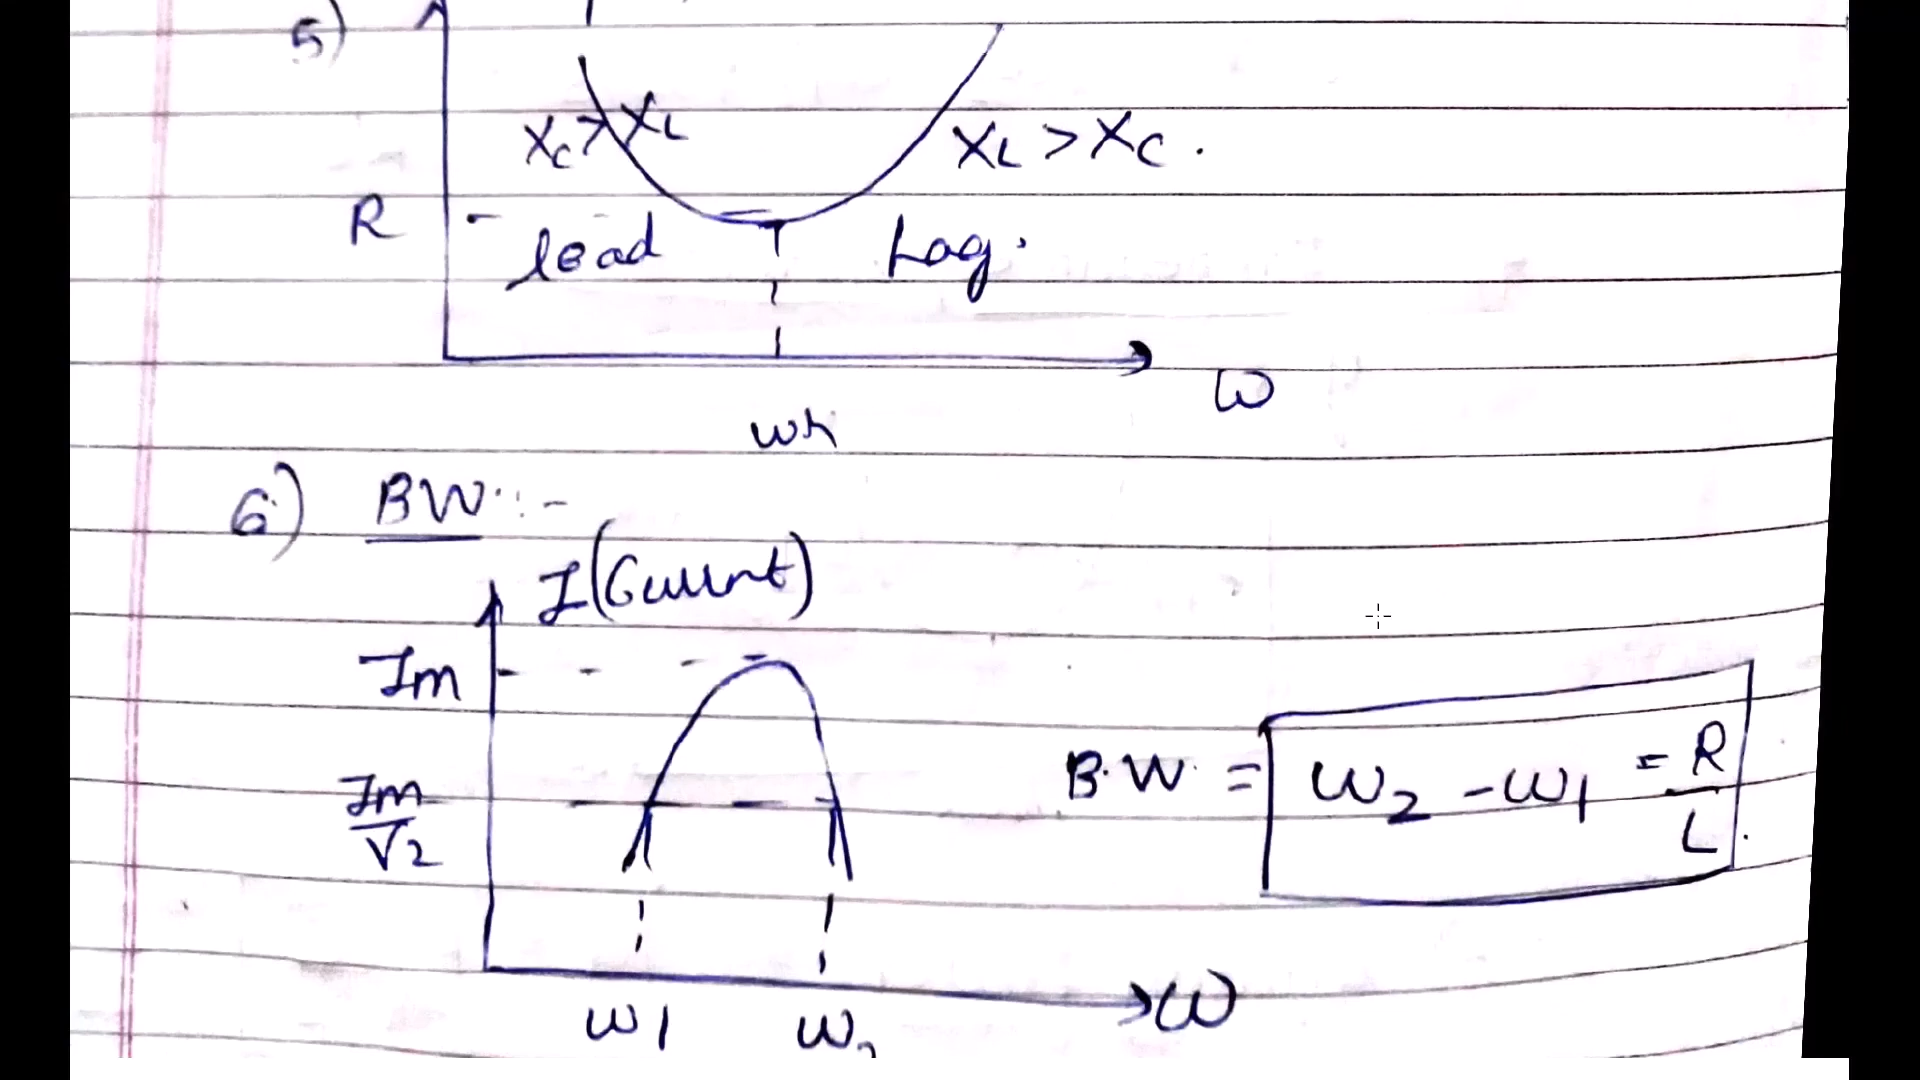 5)
Xc > XL
XL > Xc .
R
lead
Lag.
ω
ωr
6) BW :-
I (Current)
Im
Im/√2
B.W = ω2 - ω1 = R/L .
ω1
ω2
ω